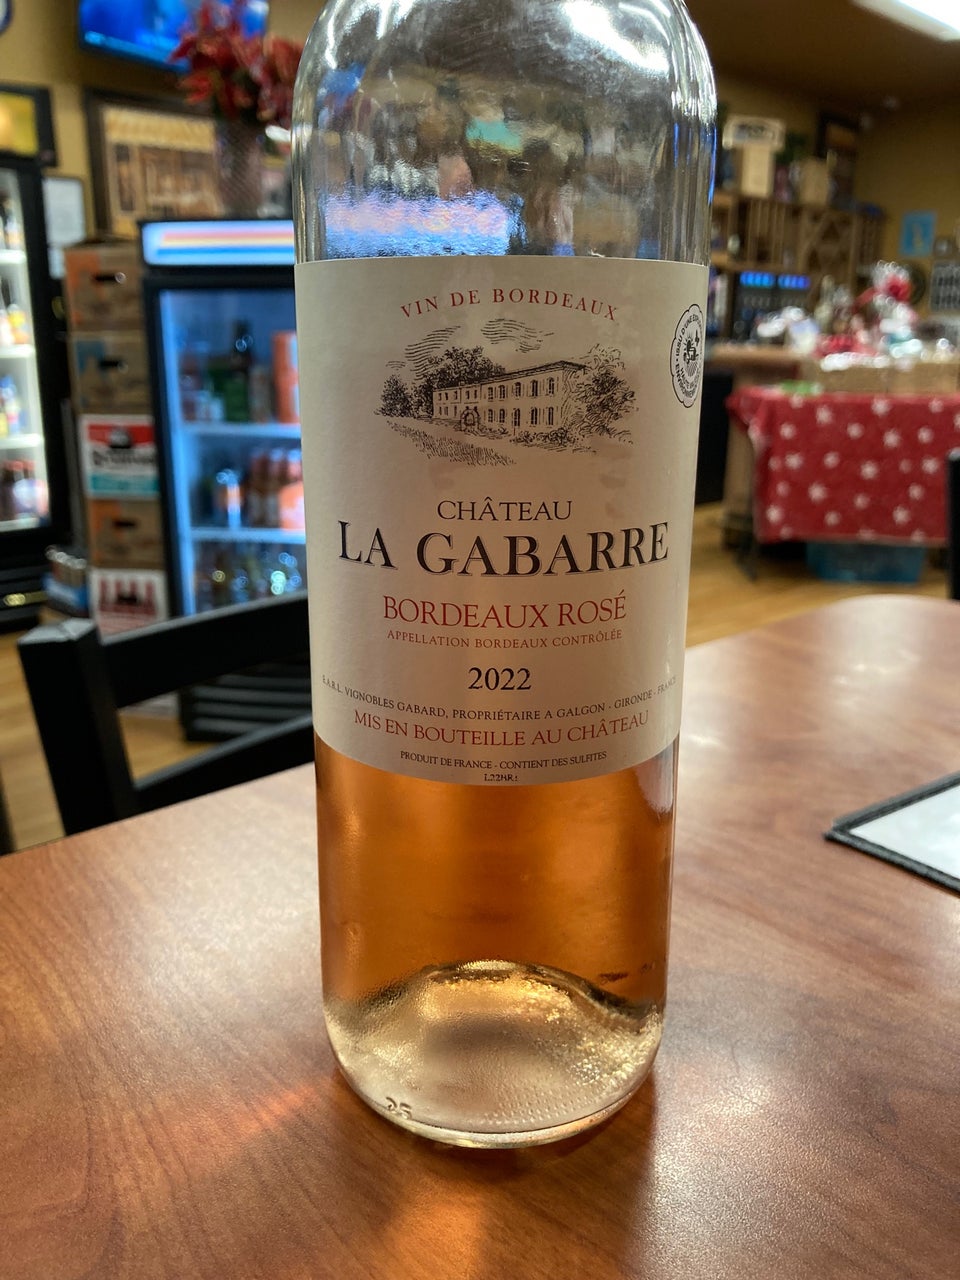 VIN DE BORDEAUX
CHÂTEAU
LA GABARRE
BORDEAUX ROSÉ
APPELLATION BORDEAUX CONTRÔLÉE
2022
E.A.R.L. VIGNOBLES GABARD, PROPRIÉTAIRE A GALGON - GIRONDE - FRANCE
MIS EN BOUTEILLE AU CHÂTEAU
PRODUIT DE FRANCE - CONTIENT DES SULFITES
25